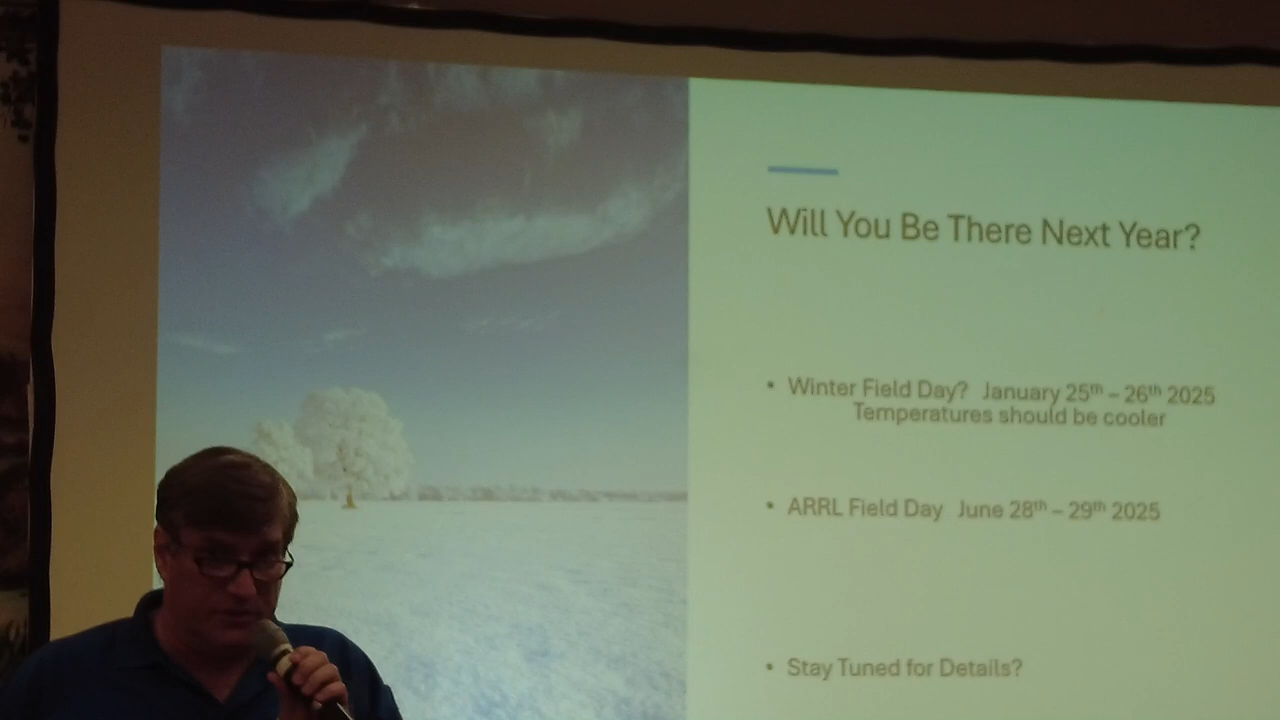 Will You Be There Next Year?
• Winter Field Day? January 25th – 26th 2025
Temperatures should be cooler
• ARRL Field Day June 28th – 29th 2025
• Stay Tuned for Details?